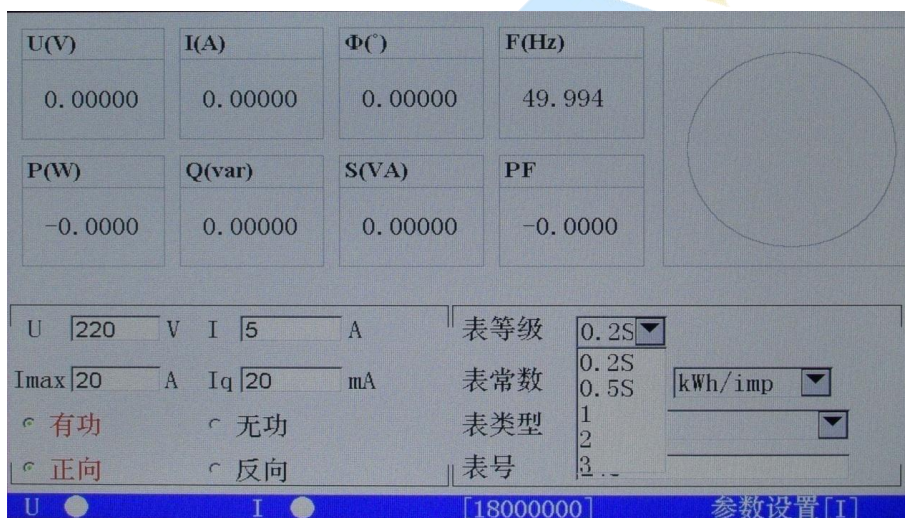 U(V) I(A) Φ(°) F(Hz)
0.00000 0.00000 0.00000 49.994
P(W) Q(var) S(VA) PF
-0.0000 0.00000 0.00000 -0.0000
U 220 V I 5 A
Imax 20 A Iq 20 mA
有功 无功
正向 反向
表等级 0.2S
0.2S
0.5S
1
2
3
表常数 kWh/imp
表类型
表号
U I [18000000] 参数设置[I]